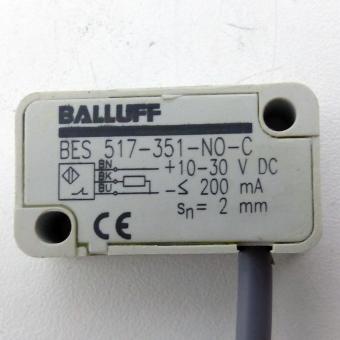 BALLUFF
BES 517-351-NO-C
BN +10-30 V DC
BK
BU -≤ 200 mA
sn= 2 mm
CE